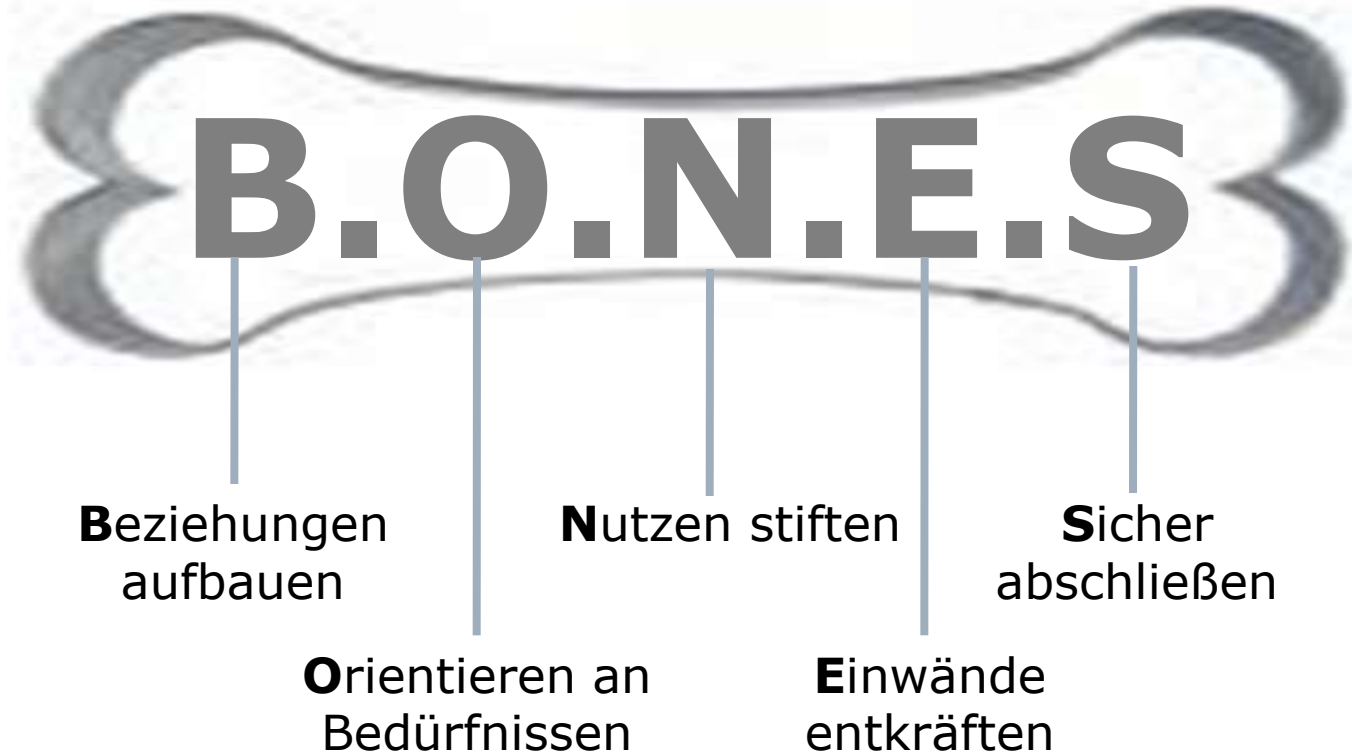 B.O.N.E.S
Beziehungen
aufbauen
Orientieren an
Bedürfnissen
Nutzen stiften
Einwände
entkräften
Sicher
abschließen